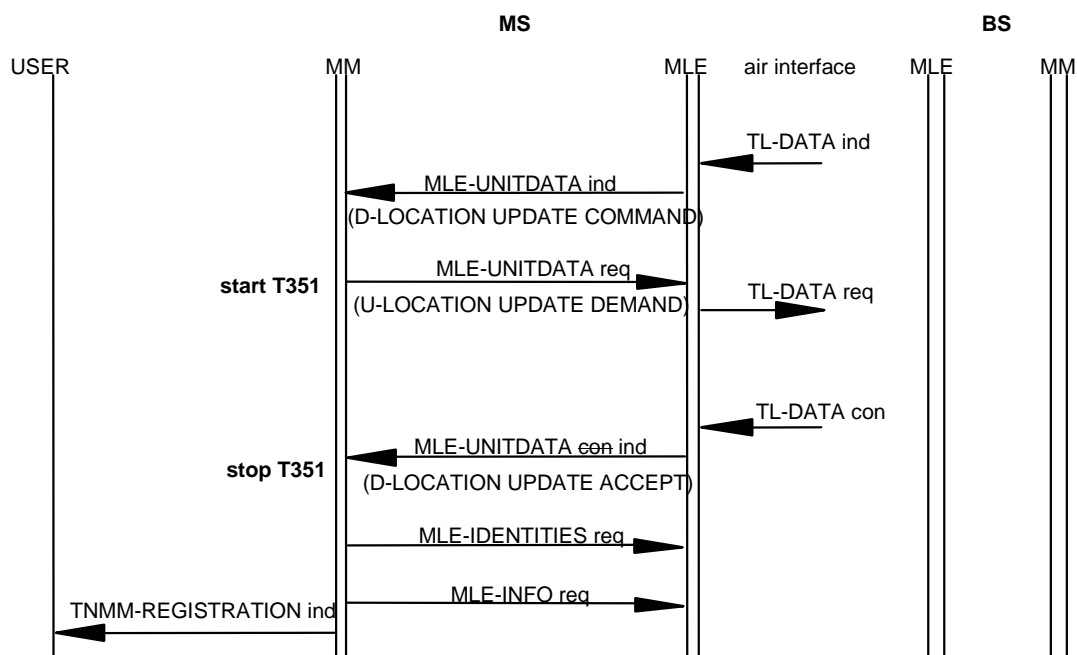 MS BS
USER MM MLE air interface MLE MM
TL-DATA ind
MLE-UNITDATA ind
(D-LOCATION UPDATE COMMAND)
MLE-UNITDATA req
start T351
TL-DATA req
(U-LOCATION UPDATE DEMAND)
TL-DATA con
MLE-UNITDATA con ind
stop T351
(D-LOCATION UPDATE ACCEPT)
MLE-IDENTITIES req
MLE-INFO req
TNMM-REGISTRATION ind